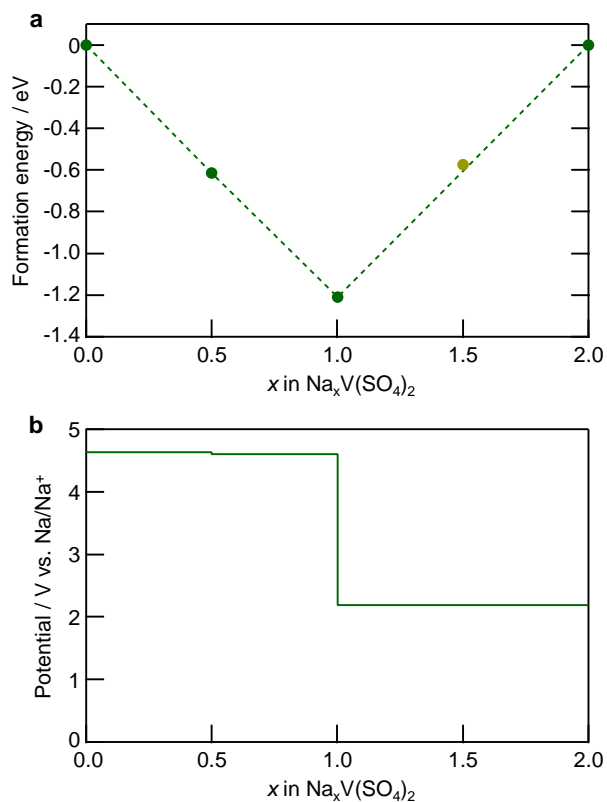 a
0
-0.2
-0.4
-0.6
-0.8
-1.0
-1.2
-1.4
Formation energy / eV
0.0 0.5 1.0 1.5 2.0
x in NaxV(SO4)2
b
5
4
3
2
1
0
Potential / V vs. Na/Na⁺
0.0 0.5 1.0 1.5 2.0
x in NaxV(SO4)2